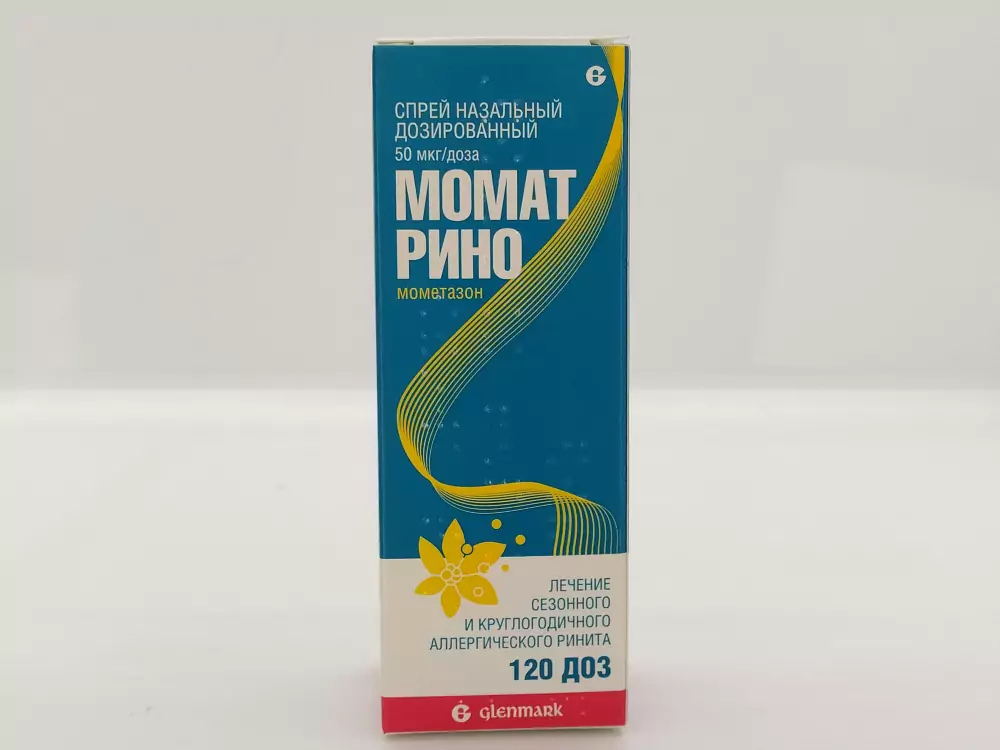 СПРЕЙ НАЗАЛЬНЫЙ
ДОЗИРОВАННЫЙ
50 мкг/доза
МОМАТ
РИНО
мометазон
ЛЕЧЕНИЕ
СЕЗОННОГО
И КРУГЛОГОДИЧНОГО
АЛЛЕРГИЧЕСКОГО РИНИТА
120 ДОЗ
glenmark